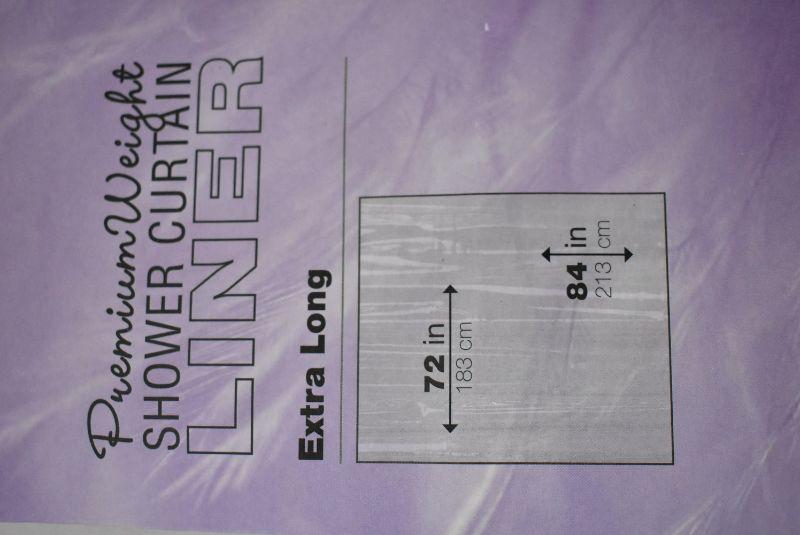 Premium Weight
SHOWER CURTAIN
LINER
Extra Long
72 in
183 cm
84 in
213 cm